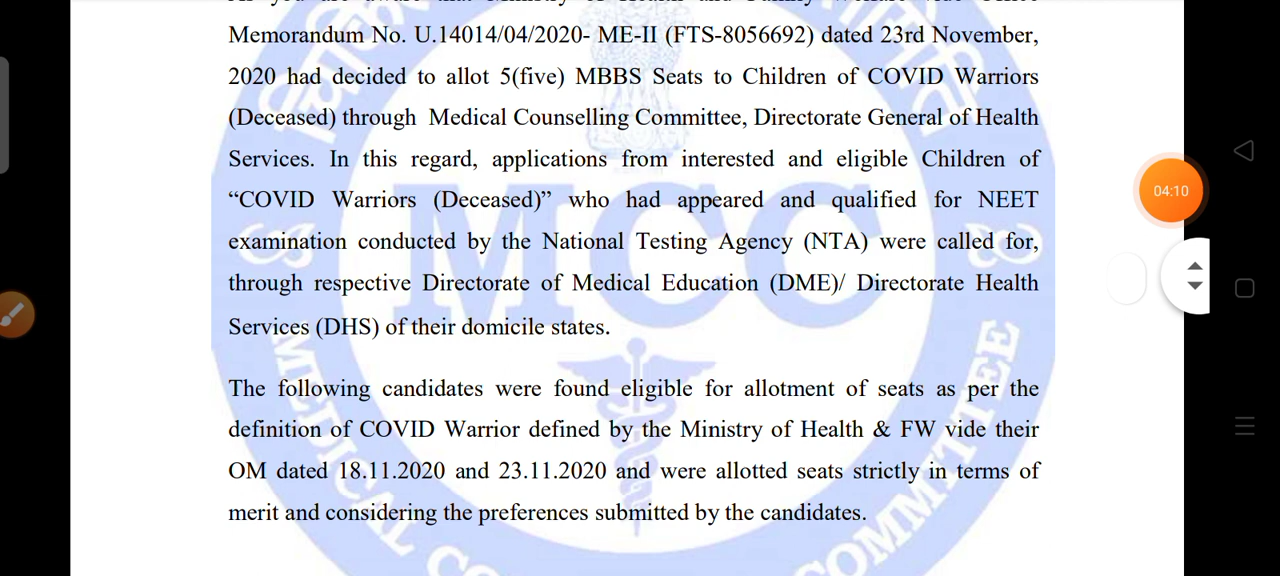 Memorandum No. U.14014/04/2020- ME-II (FTS-8056692) dated 23rd November,
2020 had decided to allot 5(five) MBBS Seats to Children of COVID Warriors
(Deceased) through Medical Counselling Committee, Directorate General of Health
Services. In this regard, applications from interested and eligible Children of
“COVID Warriors (Deceased)” who had appeared and qualified for NEET
examination conducted by the National Testing Agency (NTA) were called for,
through respective Directorate of Medical Education (DME)/ Directorate Health
Services (DHS) of their domicile states.
The following candidates were found eligible for allotment of seats as per the
definition of COVID Warrior defined by the Ministry of Health & FW vide their
OM dated 18.11.2020 and 23.11.2020 and were allotted seats strictly in terms of
merit and considering the preferences submitted by the candidates.
04:10
MCC
MEDICAL CO
COMMITTEE